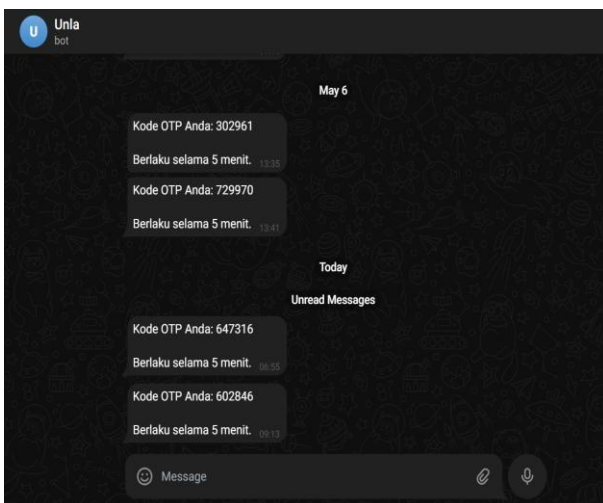 U
Unla
bot
May 6
Kode OTP Anda: 302961
Berlaku selama 5 menit. 13:35
Kode OTP Anda: 729970
Berlaku selama 5 menit. 13:41
Today
Unread Messages
Kode OTP Anda: 647316
Berlaku selama 5 menit. 06:55
Kode OTP Anda: 602846
Berlaku selama 5 menit. 09:13
Message